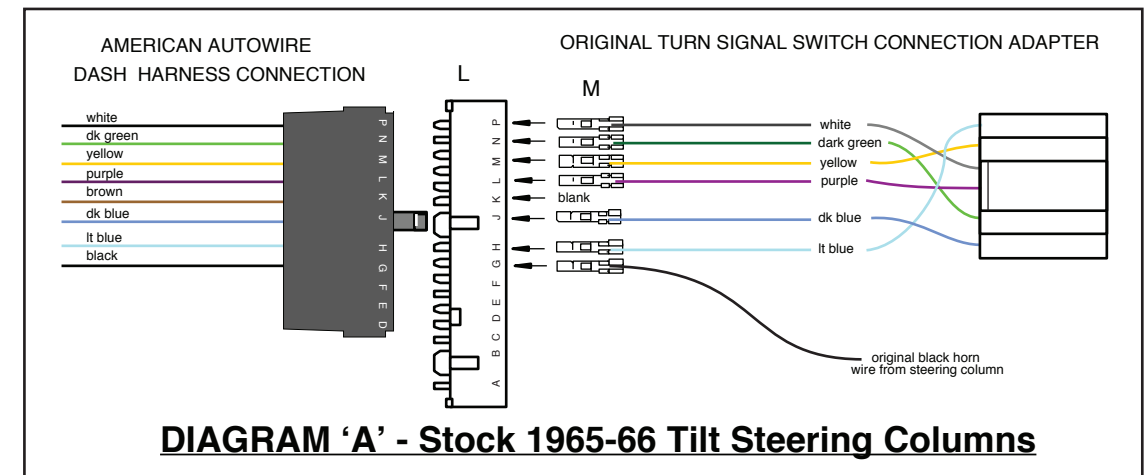 AMERICAN AUTOWIRE
DASH HARNESS CONNECTION
L
ORIGINAL TURN SIGNAL SWITCH CONNECTION ADAPTER
M
white
dk green
yellow
purple
brown
dk blue
lt blue
black
P
N
M
L
K
J
H
G
F
E
D
P
N
M
L
K
J
H
G
F
E
D
C
B
A
blank
white
dark green
yellow
purple
dk blue
lt blue
original black horn
wire from steering column
DIAGRAM ‘A’ - Stock 1965-66 Tilt Steering Columns